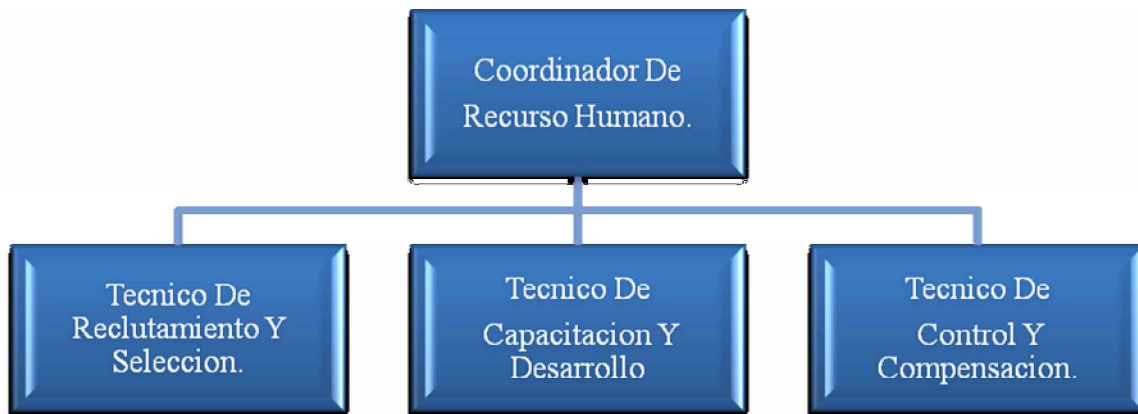 Coordinador De
Recurso Humano.
Tecnico De
Reclutamiento Y
Seleccion.
Tecnico De
Capacitacion Y
Desarrollo
Tecnico De
Control Y
Compensacion.